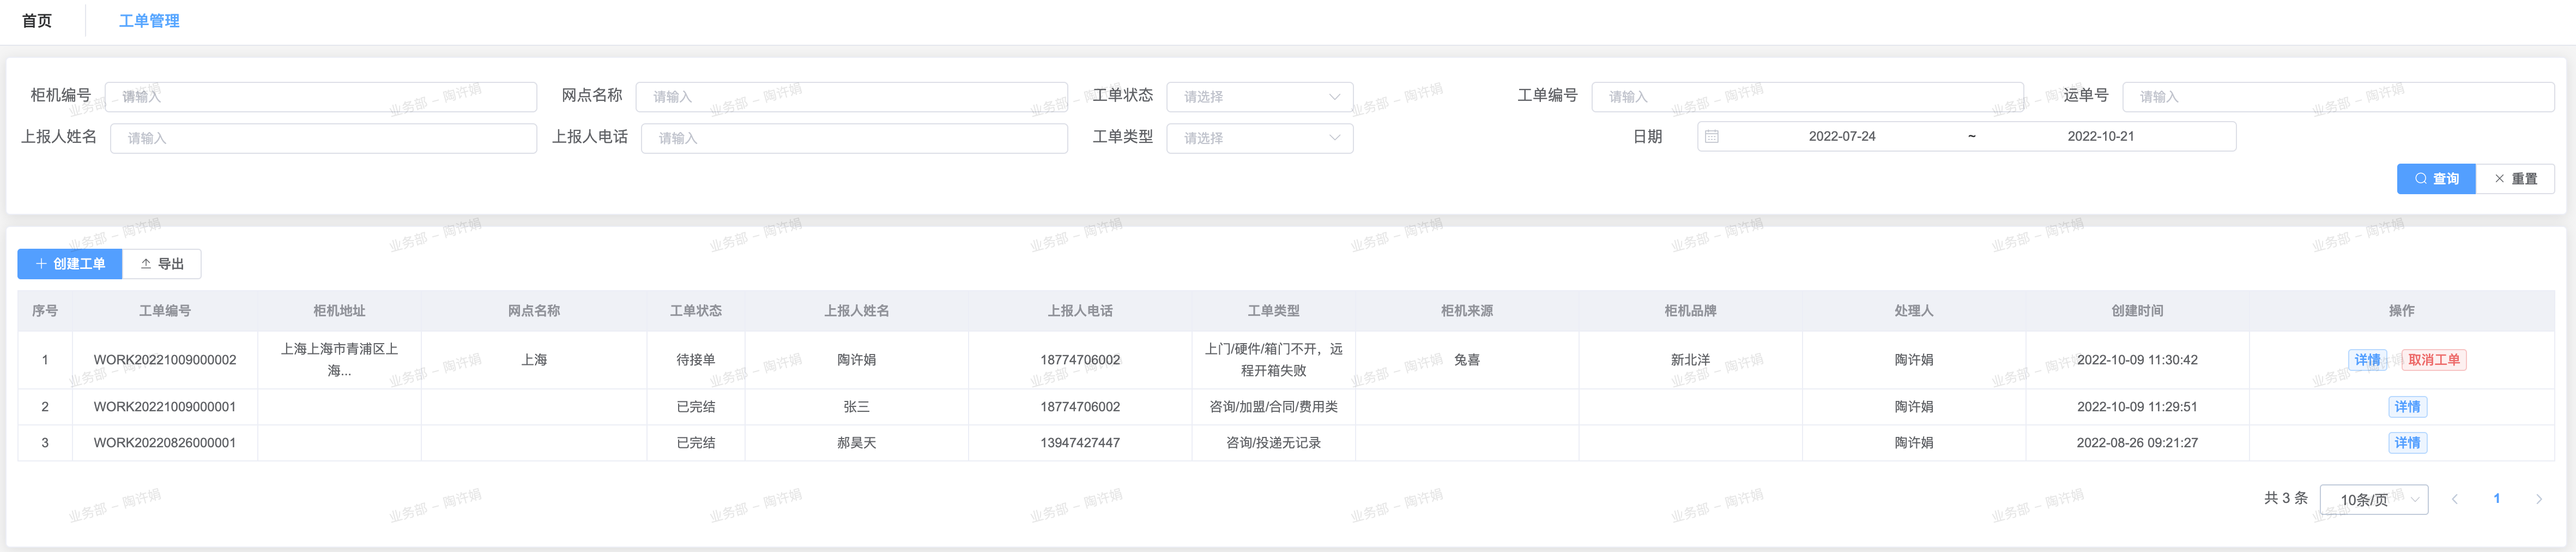 首页 工单管理
柜机编号 请输入 网点名称 请输入 工单状态 请选择 工单编号 请输入 运单号 请输入
上报人姓名 请输入 上报人电话 请输入 工单类型 请选择 日期 2022-07-24 ~ 2022-10-21
查询 重置
创建工单 导出
序号 工单编号 柜机地址 网点名称 工单状态 上报人姓名 上报人电话 工单类型 柜机来源 柜机品牌 处理人 创建时间 操作
1 WORK20221009000002 上海上海市青浦区上海... 上海 待接单 陶许娟 18774706002 上门/硬件/箱门不开，远程开箱失败 兔喜 新北洋 陶许娟 2022-10-09 11:30:42 详情 取消工单
2 WORK20221009000001 已完结 张三 18774706002 咨询/加盟/合同/费用类 陶许娟 2022-10-09 11:29:51 详情
3 WORK20220826000001 已完结 郝昊天 13947427447 咨询/投递无记录 陶许娟 2022-08-26 09:21:27 详情
共 3 条 10条/页 1
业务部 – 陶许娟